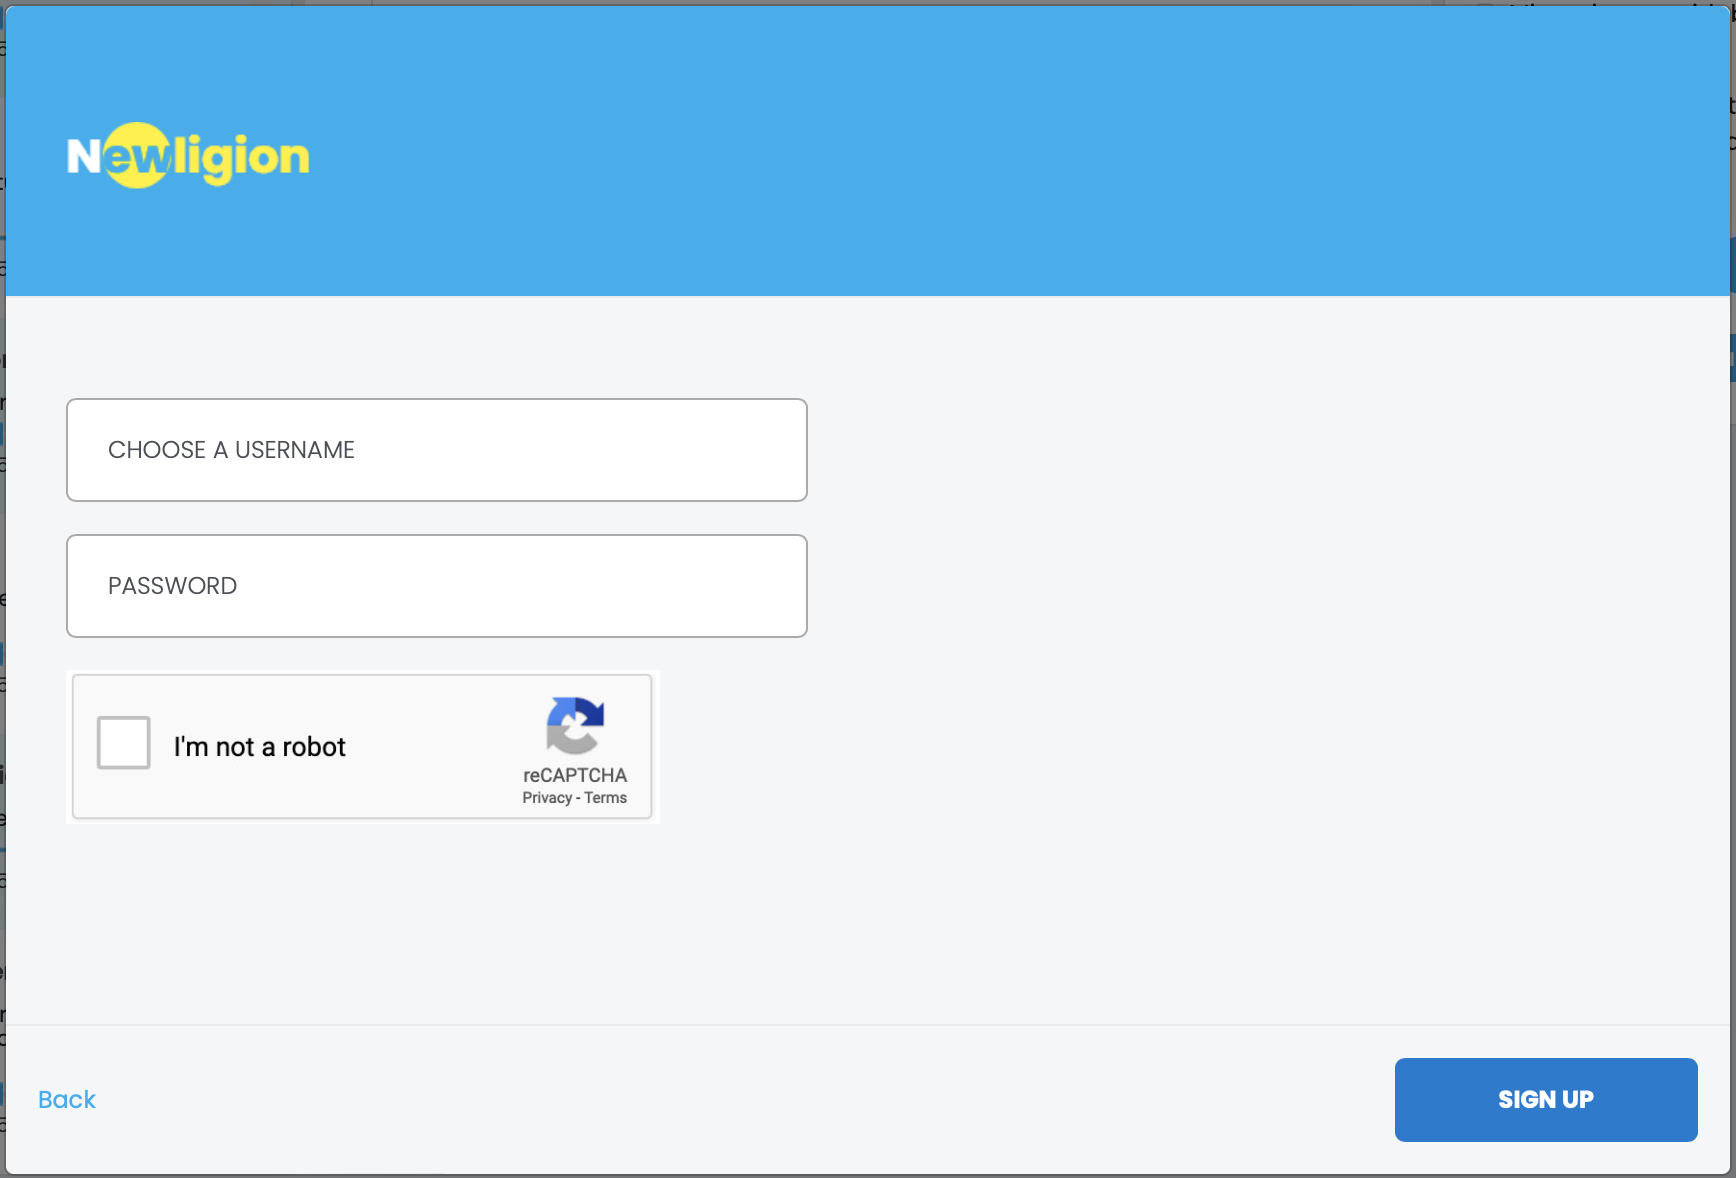 Newligion
CHOOSE A USERNAME
PASSWORD
I'm not a robot
reCAPTCHA
Privacy - Terms
Back
SIGN UP